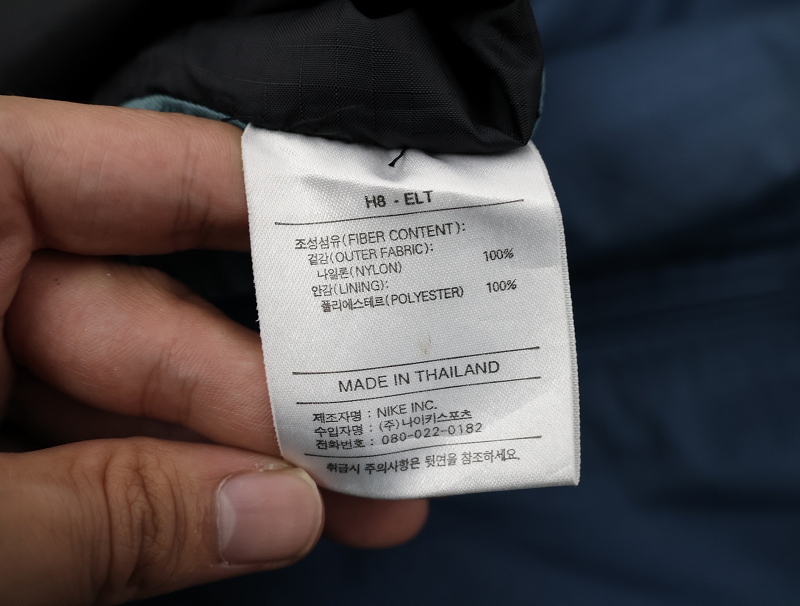 H8 - ELT
조성섬유(FIBER CONTENT):
겉감(OUTER FABRIC):
나일론(NYLON) 100%
안감(LINING):
폴리에스테르(POLYESTER) 100%
MADE IN THAILAND
제조자명 : NIKE INC.
수입자명 : (주)나이키스포츠
전화번호 : 080-022-0182
취급시 주의사항은 뒷면을 참조하세요.